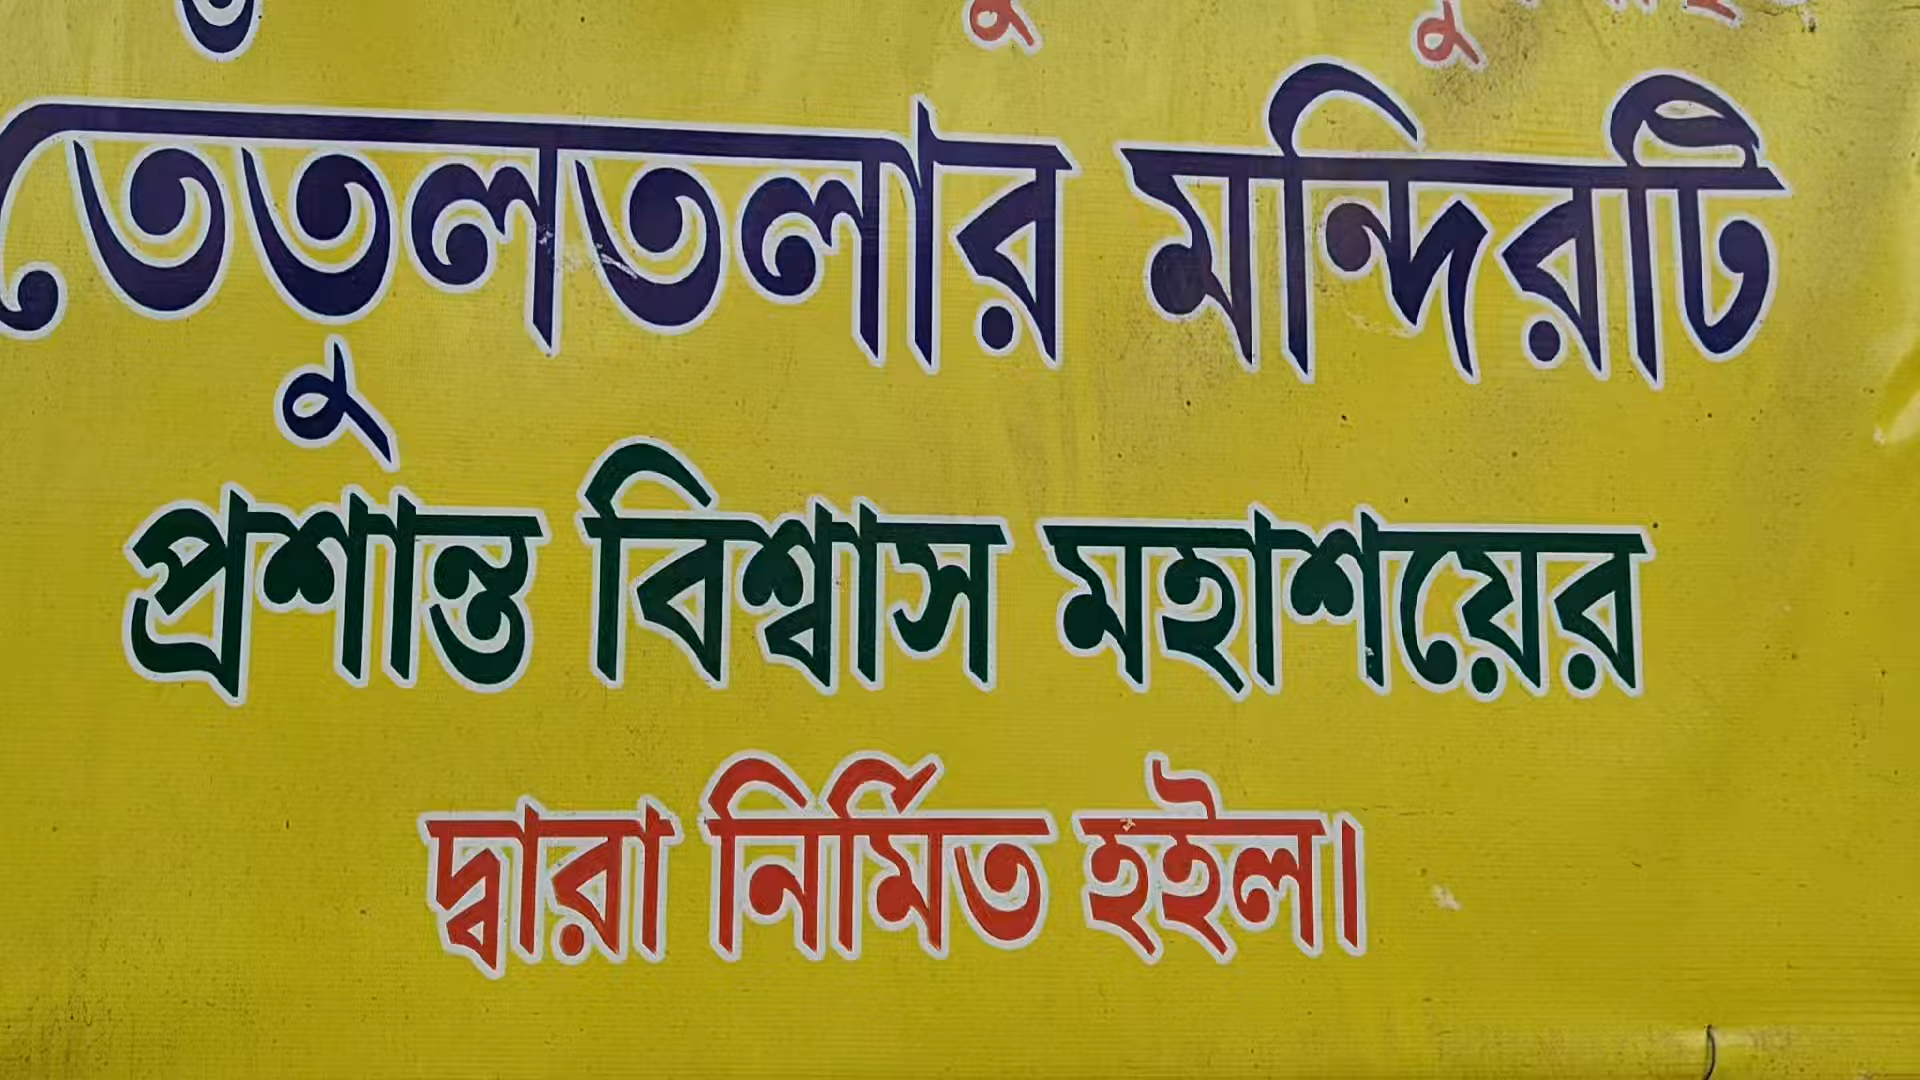 তেতুলতলার মন্দিরটি
প্রশান্ত বিশ্বাস মহাশয়ের
দ্বারা নির্মিত হইল।